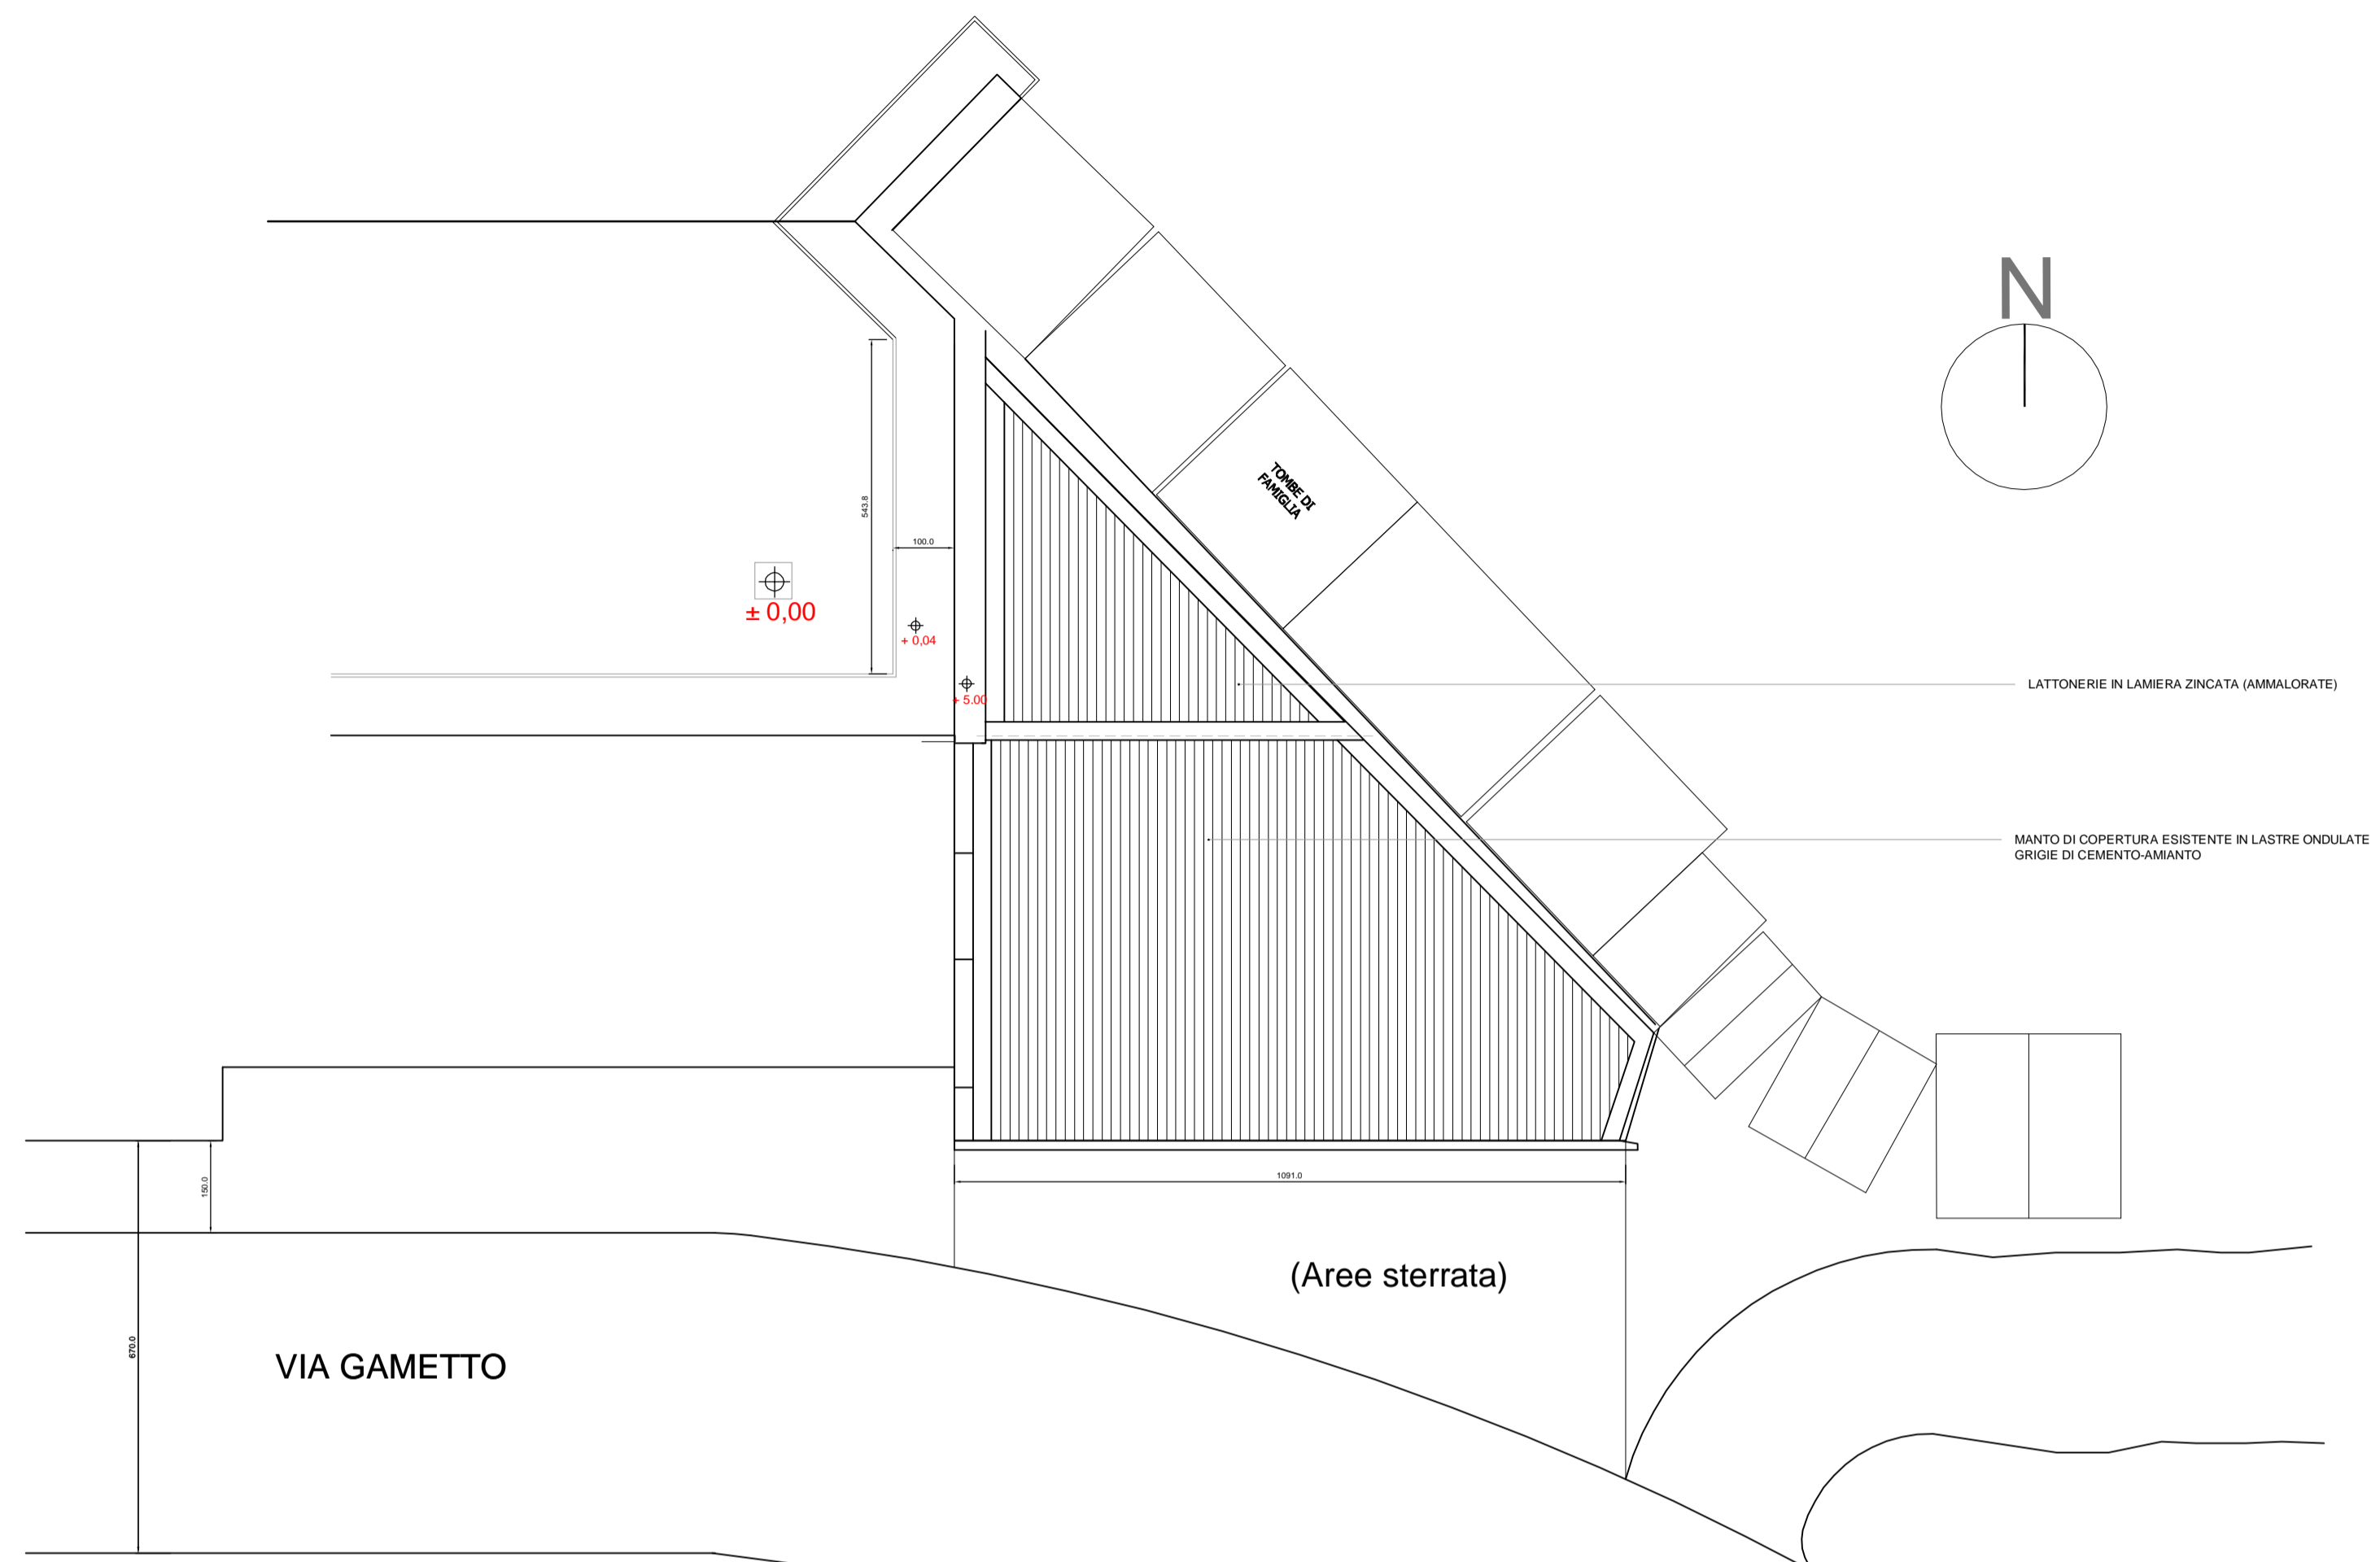 N
TOMBE DI
FAMIGLIA
543.8
100.0
± 0,00
+ 0,04
+ 5.00
LATTONERIE IN LAMIERA ZINCATA (AMMALORATE)
MANTO DI COPERTURA ESISTENTE IN LASTRE ONDULATE
GRIGIE DI CEMENTO-AMIANTO
150.0
1091.0
(Aree sterrata)
670.0
VIA GAMETTO